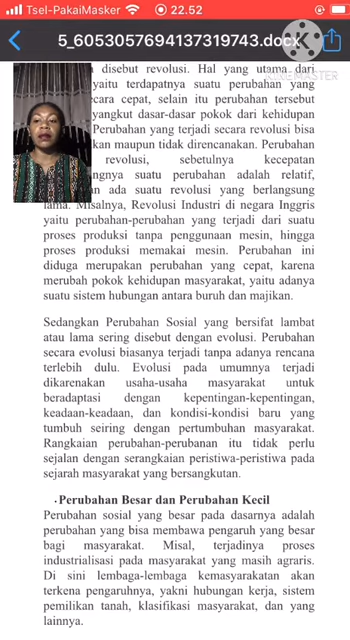 Tsel-PakaiMasker 22.52
5_6053057694137319743.docx
KINEMASTER
disebut revolusi. Hal yang utama dari
yaitu terdapatnya suatu perubahan yang
ecara cepat, selain itu perubahan tersebut
yangkut dasar-dasar pokok dari kehidupan
Perubahan yang terjadi secara revolusi bisa
kan maupun tidak direncanakan. Perubahan
revolusi, sebetulnya kecepatan
ngnya suatu perubahan adalah relatif,
n ada suatu revolusi yang berlangsung
lama. Misalnya, Revolusi Industri di negara Inggris
yaitu perubahan-perubahan yang terjadi dari suatu
proses produksi tanpa penggunaan mesin, hingga
proses produksi memakai mesin. Perubahan ini
diduga merupakan perubahan yang cepat, karena
merubah pokok kehidupan masyarakat, yaitu adanya
suatu sistem hubungan antara buruh dan majikan.
Sedangkan Perubahan Sosial yang bersifat lambat
atau lama sering disebut dengan evolusi. Perubahan
secara evolusi biasanya terjadi tanpa adanya rencana
terlebih dulu. Evolusi pada umumnya terjadi
dikarenakan usaha-usaha masyarakat untuk
beradaptasi dengan kepentingan-kepentingan,
keadaan-keadaan, dan kondisi-kondisi baru yang
tumbuh seiring dengan pertumbuhan masyarakat.
Rangkaian perubahan-perubanan itu tidak perlu
sejalan dengan serangkaian peristiwa-peristiwa pada
sejarah masyarakat yang bersangkutan.
· Perubahan Besar dan Perubahan Kecil
Perubahan sosial yang besar pada dasarnya adalah
perubahan yang bisa membawa pengaruh yang besar
bagi masyarakat. Misal, terjadinya proses
industrialisasi pada masyarakat yang masih agraris.
Di sini lembaga-lembaga kemasyarakatan akan
terkena pengaruhnya, yakni hubungan kerja, sistem
pemilikan tanah, klasifikasi masyarakat, dan yang
lainnya.